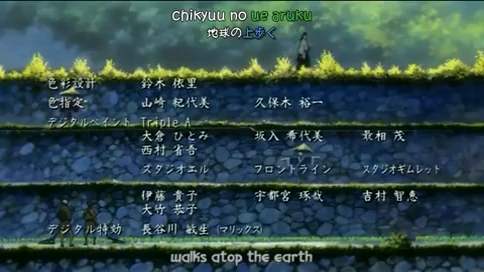 chikyuu no ue aruku
地球の上歩く
色彩設計 鈴木 依里
色指定 山崎 紀代美 久保木 裕一
デジタルペイント Triple A
大倉 ひとみ 坂入 希代美 最相 茂
西村 省吾
スタジオエル フロントライン スタジオギムレット
伊藤 貴子 宇都宮 琢哉 吉村 智恵
大竹 恭子
デジタル特効 長谷川 敏生 (マリックス)
walks atop the earth